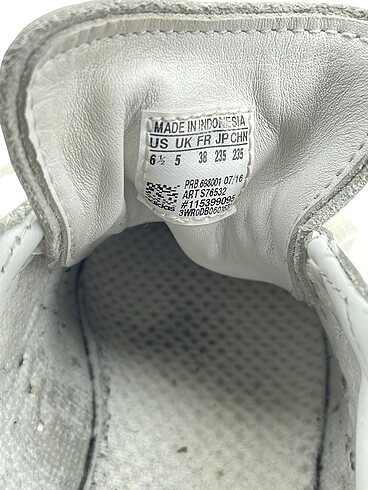 MADE IN INDONESIA
US UK FR JP CHN
6½ 5 38 235 235
PRB 698001 07/16
ART S76532
#115399095